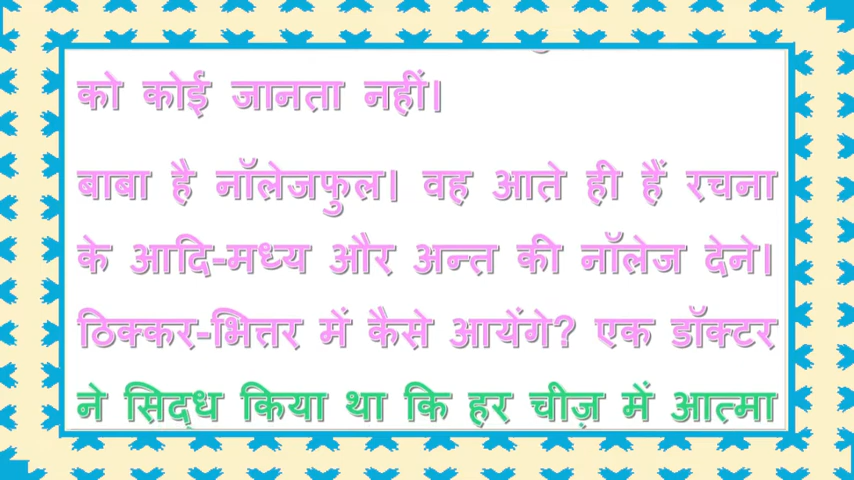 को कोई जानता नहीं।
बाबा है नॉलेजफुल। वह आते ही हैं रचना
के आदि-मध्य और अन्त की नॉलेज देने।
ठिक्कर-भित्तर में कैसे आयेंगे? एक डॉक्टर
ने सिद्ध किया था कि हर चीज़ में आत्मा